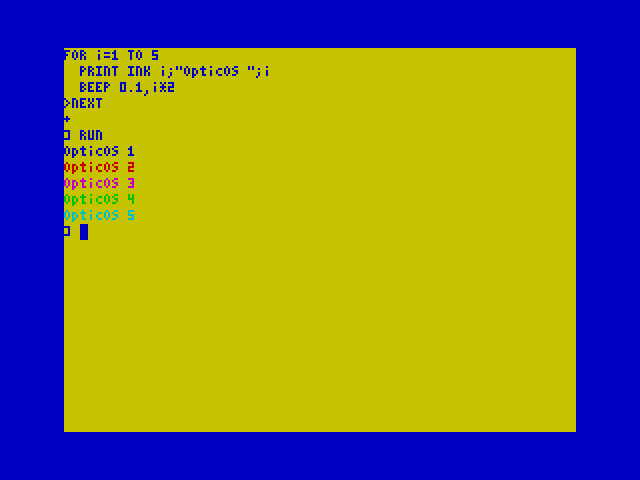 FOR i=1 TO 5
  PRINT INK i;"OpticOS ";i
  BEEP 0.1,i*2
>NEXT
+
□ RUN
OpticOS 1
OpticOS 2
OpticOS 3
OpticOS 4
OpticOS 5
□